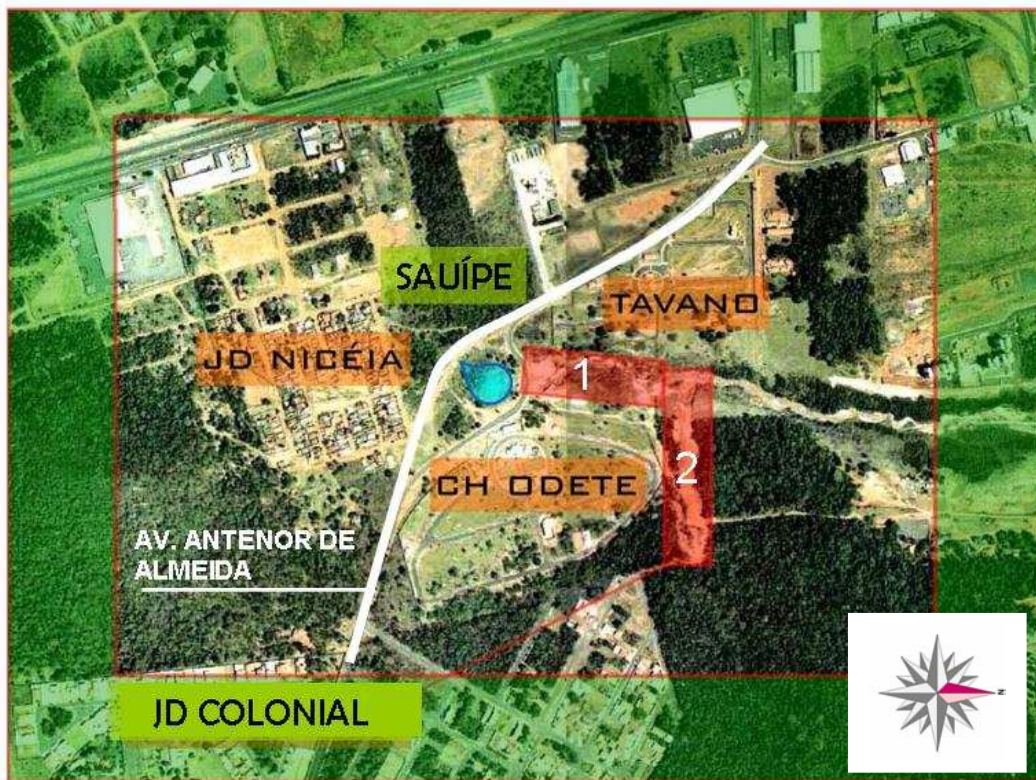 SAUÍPE
TAVANO
JD NICÉIA
1
2
CH ODETE
AV. ANTENOR DE
ALMEIDA
JD COLONIAL
N